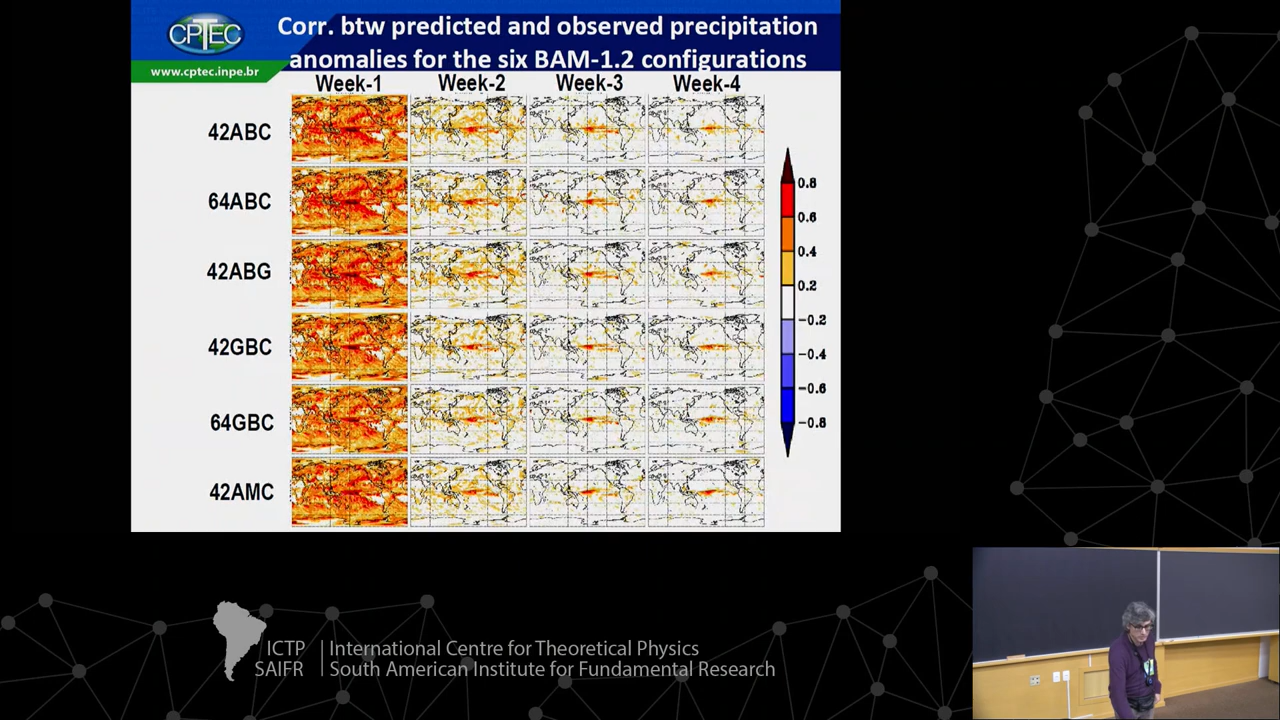 CPTEC
www.cptec.inpe.br
Corr. btw predicted and observed precipitation
anomalies for the six BAM-1.2 configurations
Week-1 Week-2 Week-3 Week-4
42ABC
64ABC
42ABG
42GBC
64GBC
42AMC
0.8
0.6
0.4
0.2
−0.2
−0.4
−0.6
−0.8
ICTP
SAIFR
International Centre for Theoretical Physics
South American Institute for Fundamental Research